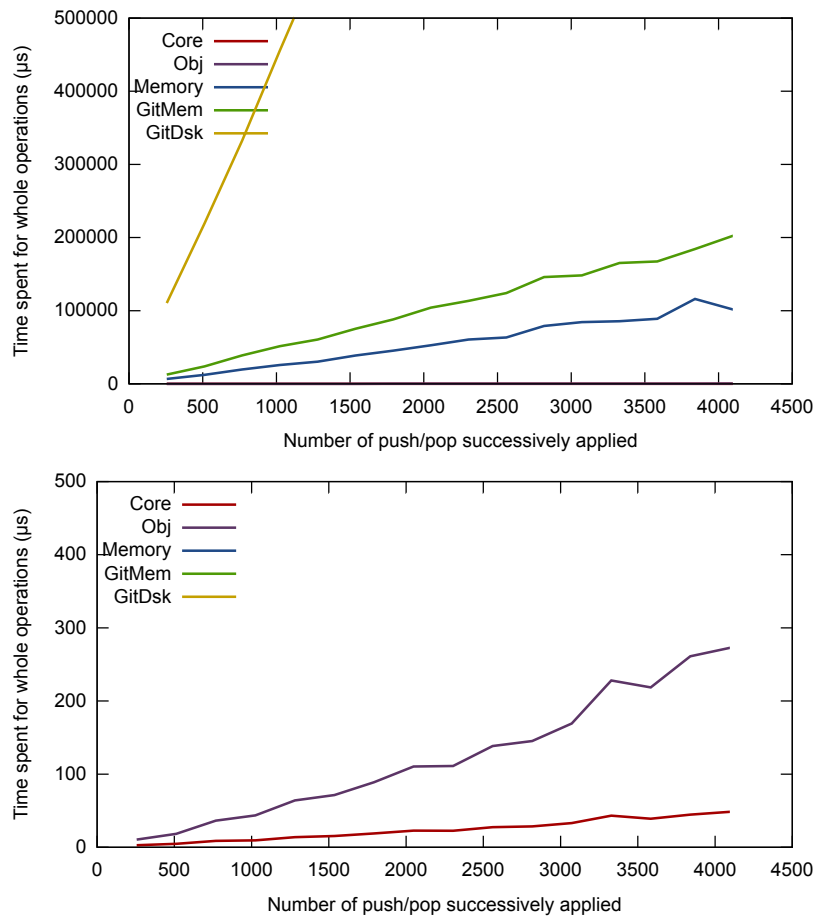 500000
400000
300000
200000
100000
0
Time spent for whole operations (µs)
Core
Obj
Memory
GitMem
GitDsk
0 500 1000 1500 2000 2500 3000 3500 4000 4500
Number of push/pop successively applied
500
400
300
200
100
0
Time spent for whole operations (µs)
Core
Obj
Memory
GitMem
GitDsk
0 500 1000 1500 2000 2500 3000 3500 4000 4500
Number of push/pop successively applied